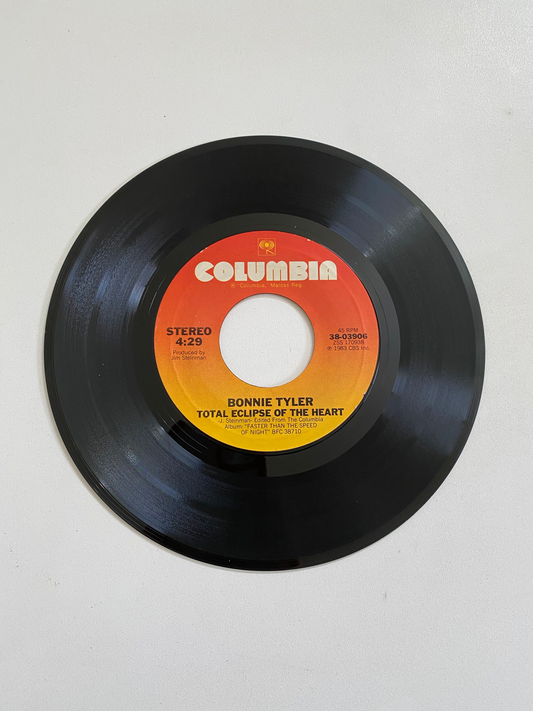 COLUMBIA
® "Columbia," Marcas Reg.
STEREO
4:29
Produced by
Jim Steinman
45 RPM
38-03906
ZSS 170938
℗ 1983 CBS Inc.
BONNIE TYLER
TOTAL ECLIPSE OF THE HEART
-J. Steinman- Edited From The Columbia
Album: "FASTER THAN THE SPEED
OF NIGHT" BFC 38710